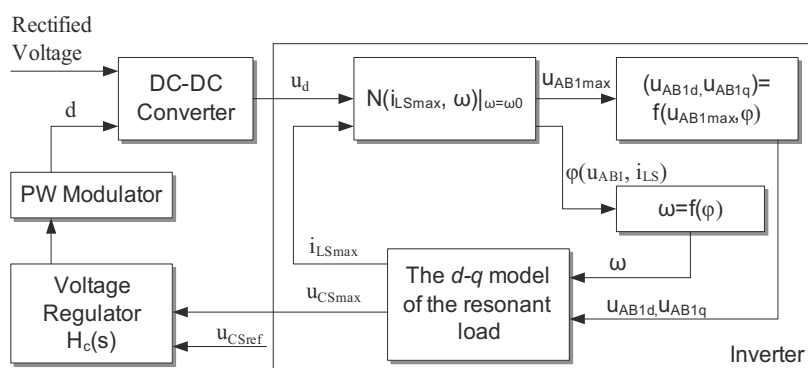 Rectified
Voltage
DC-DC
Converter
u_d
d
PW Modulator
Voltage
Regulator
H_c(s)
N(i_LSmax, ω)|_ω=ω0
u_AB1max
(u_AB1d,u_AB1q)=
f(u_AB1max,φ)
φ(u_AB1, i_LS)
ω=f(φ)
i_LSmax
The d-q model
of the resonant
load
ω
u_CSmax
u_AB1d,u_AB1q
u_CSref
Inverter